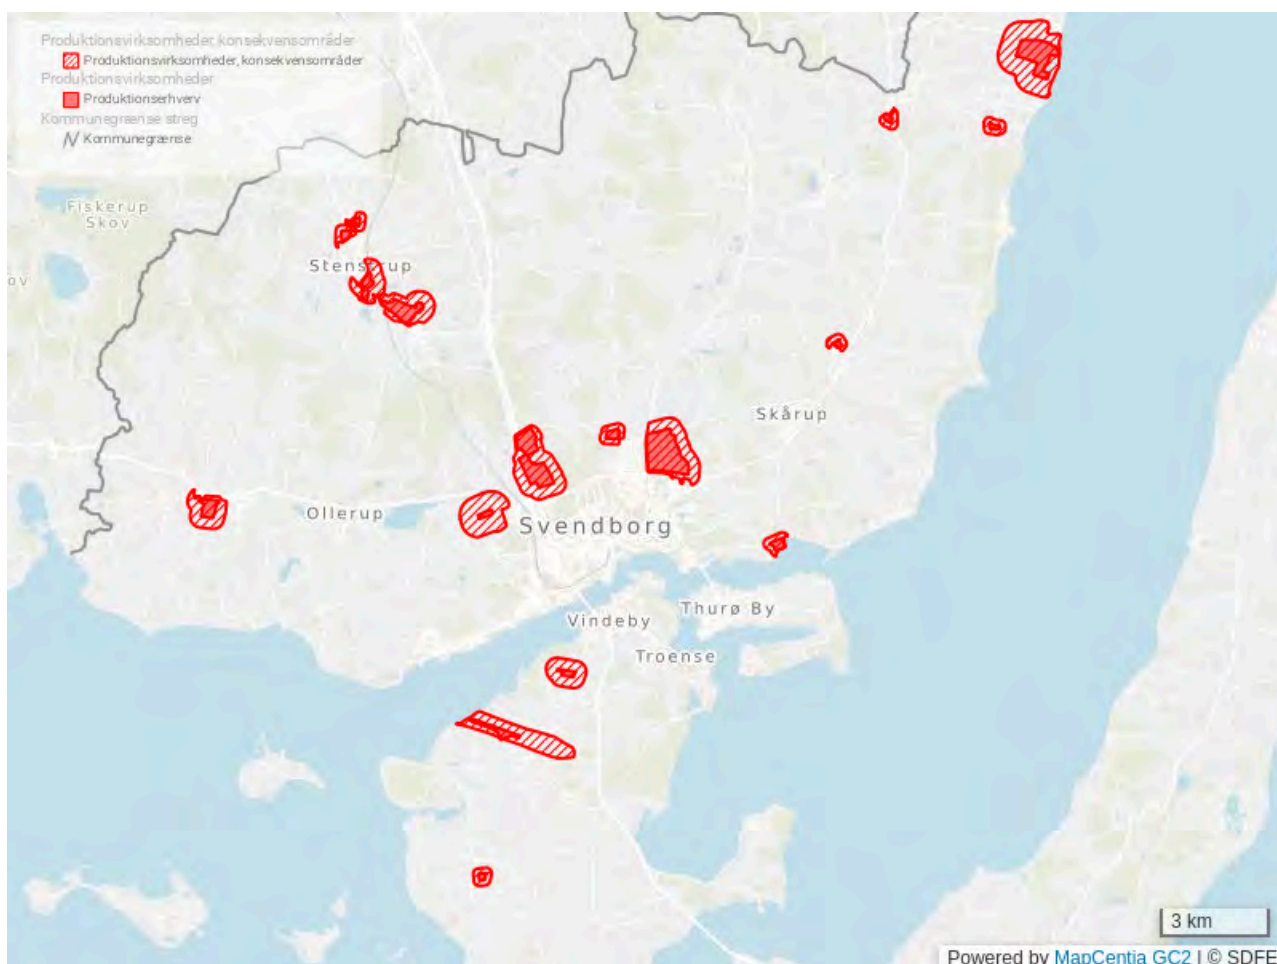 Produktionsvirksomheder, konsekvensområder
Produktionsvirksomheder, konsekvensområder
Produktionsvirksomheder
Produktionserhverv
Kommunegrænse streg
Kommunegrænse
Fiskerup
Skov
ov
Stenstrup
Skårup
Ollerup
Svendborg
Thurø By
Vindeby
Troense
3 km
Powered by MapCentia GC2 | © SDFE